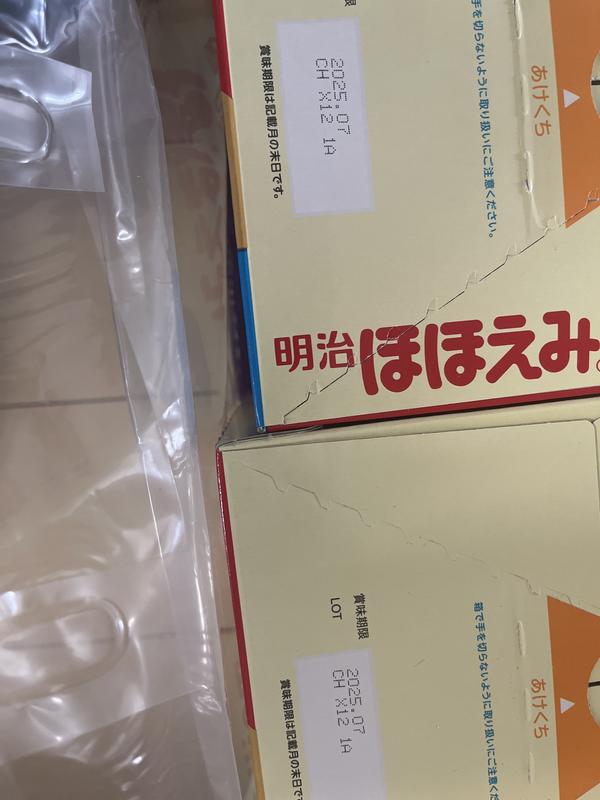 賞味期限は記載月の末日です。
2025.07
CH X12 1A
限
手を切らないように取り扱いにご注意ください。
あけくち
明治ほほえみ
賞味期限
LOT
2025.07
CH X12 1A
賞味期限は記載月の末日です
箱で手を切らないように取り扱いにご注意くだ
あけくち